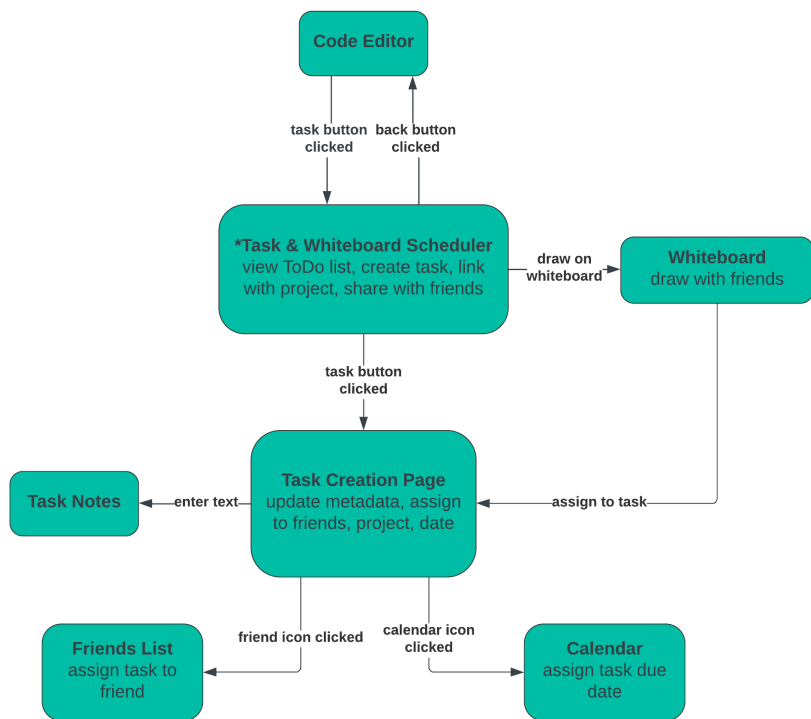 Code Editor
task button
clicked
back button
clicked
*Task & Whiteboard Scheduler
view ToDo list, create task, link
with project, share with friends
draw on
whiteboard
Whiteboard
draw with friends
task button
clicked
Task Creation Page
update metadata, assign
to friends, project, date
Task Notes
enter text
assign to task
friend icon clicked
calendar icon
clicked
Friends List
assign task to
friend
Calendar
assign task due
date